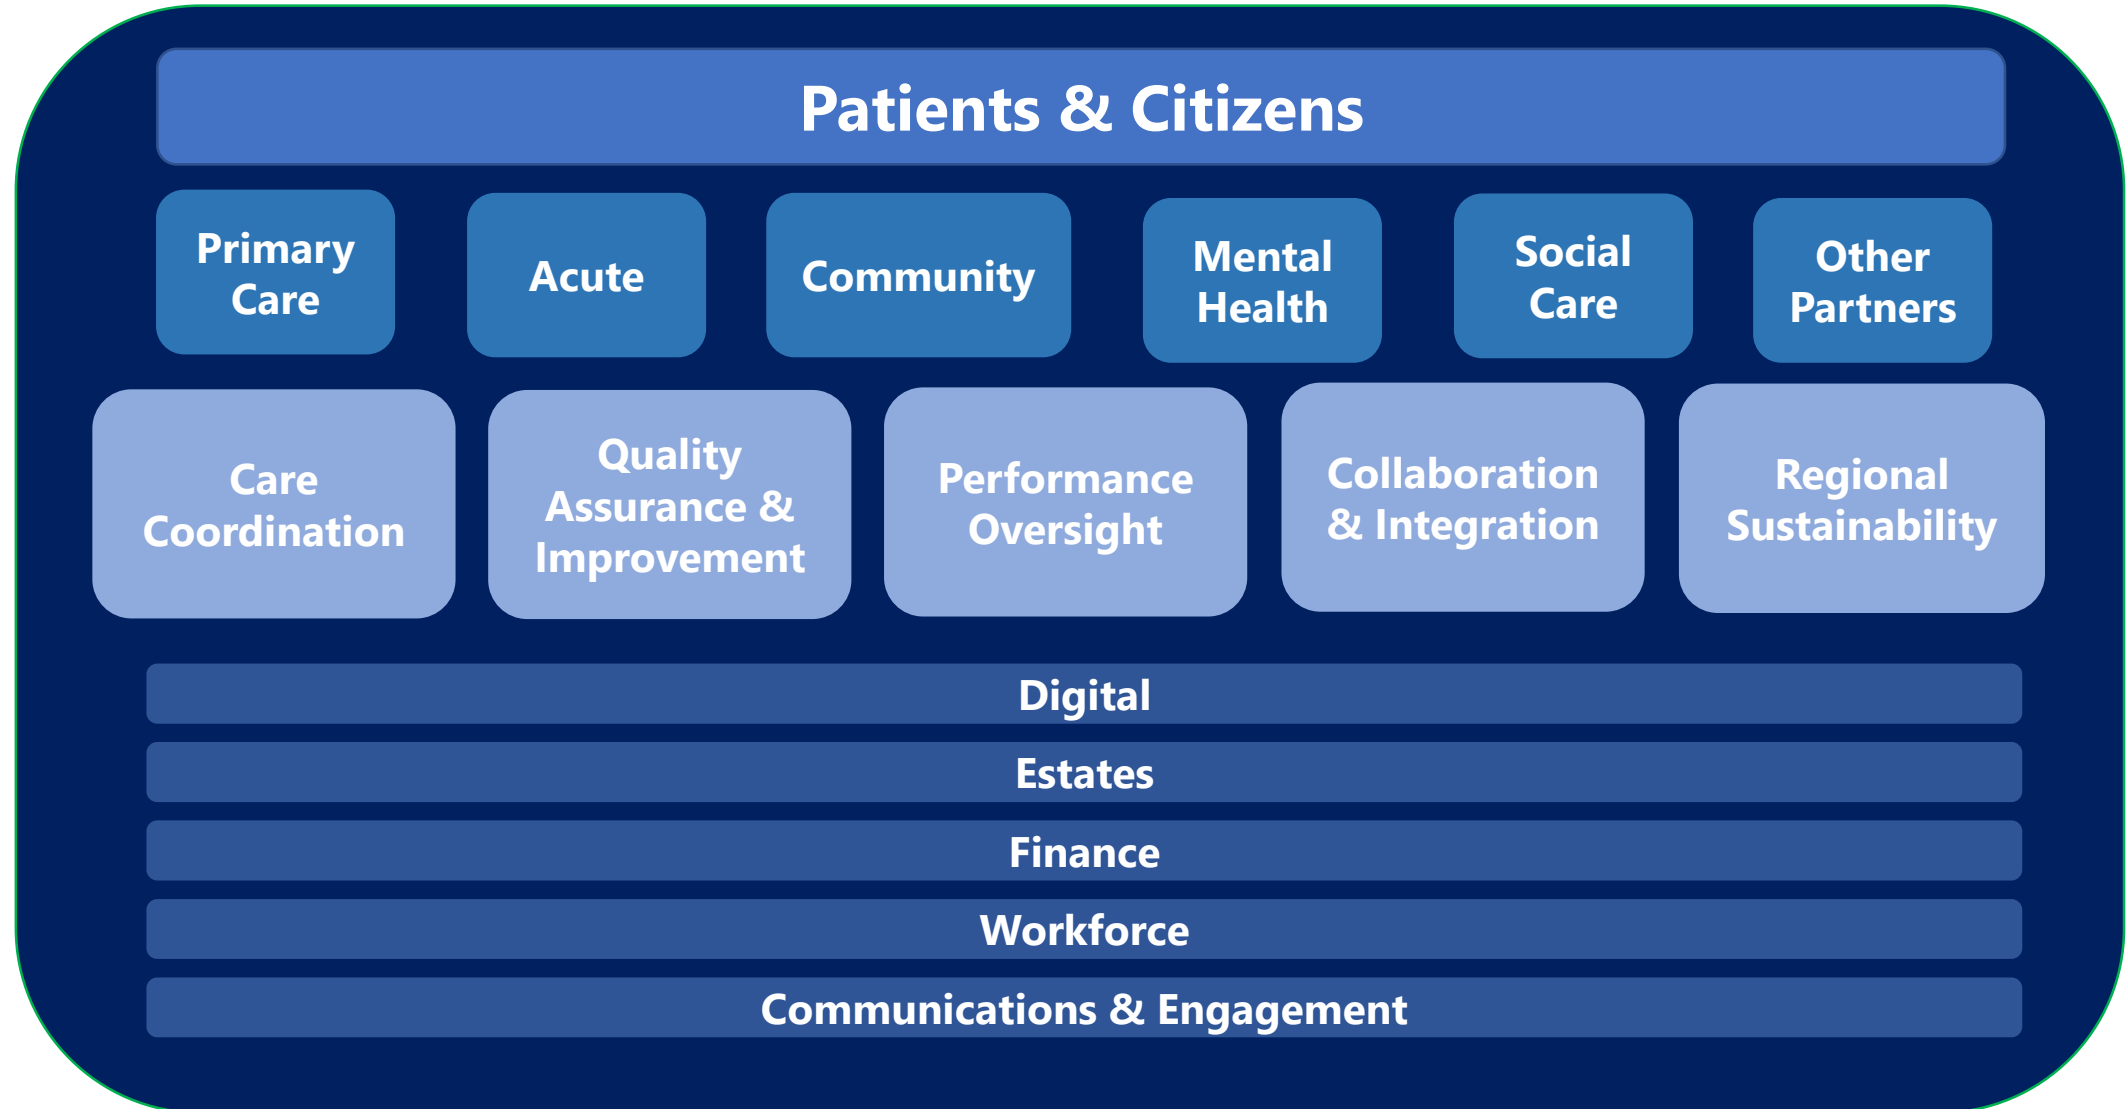 Patients & Citizens
Primary
Care
Acute
Community
Mental
Health
Social
Care
Other
Partners
Care
Coordination
Quality
Assurance &
Improvement
Performance
Oversight
Collaboration
& Integration
Regional
Sustainability
Digital
Estates
Finance
Workforce
Communications & Engagement